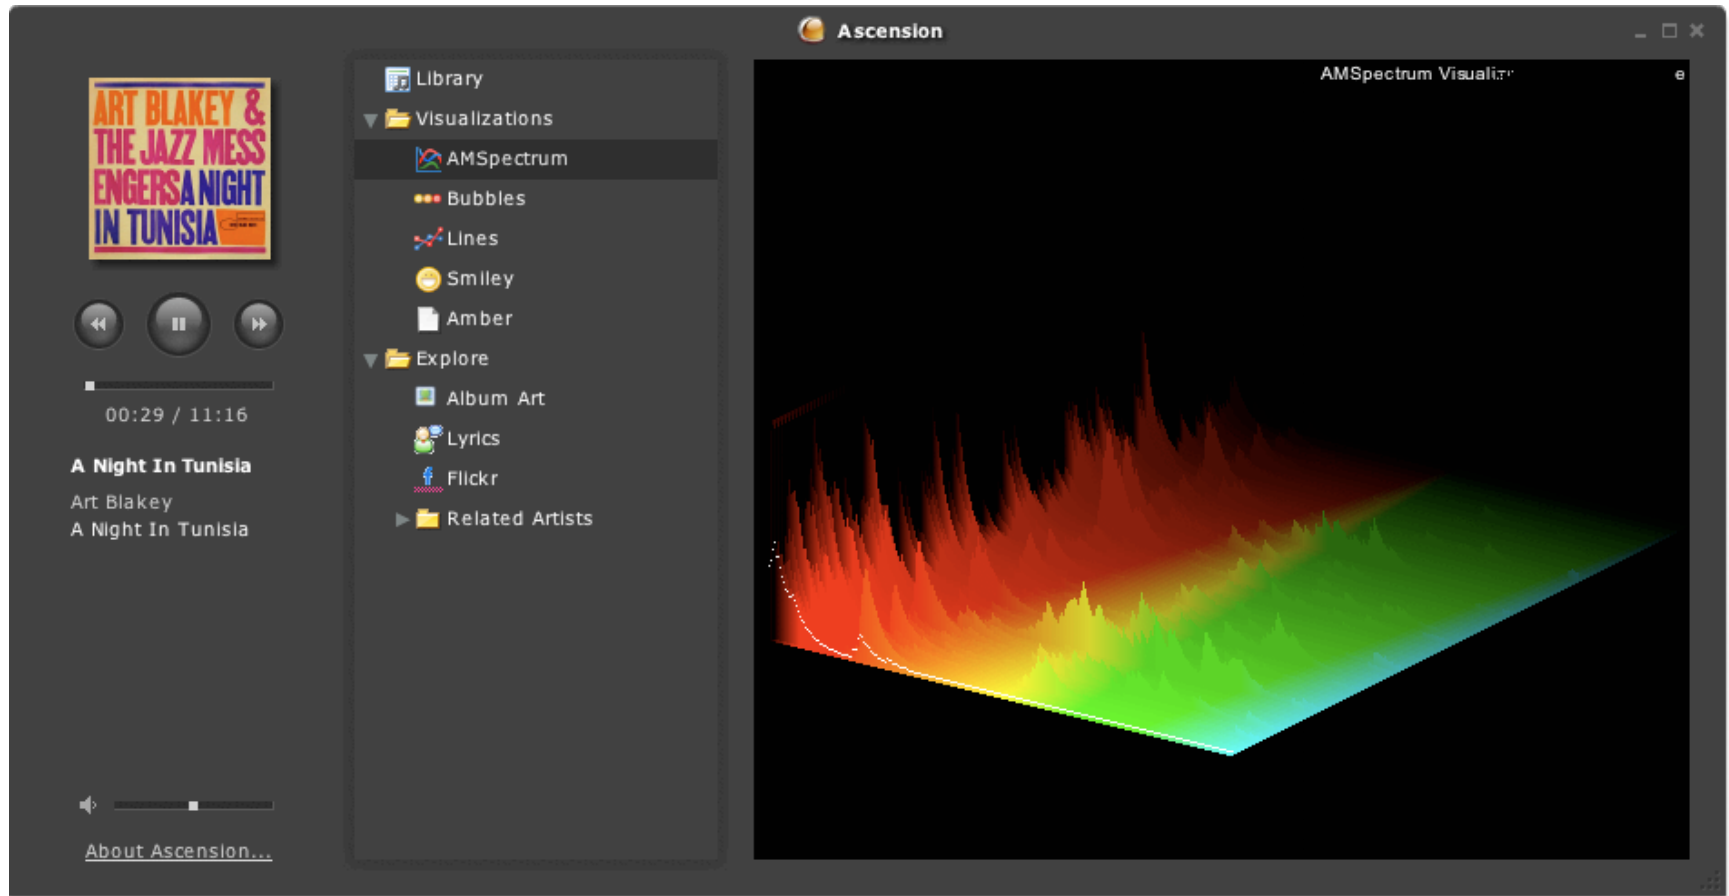 Ascension
ART BLAKEY &
THE JAZZ MESS
ENGERS A NIGHT
IN TUNISIA
00:29 / 11:16
A Night In Tunisia
Art Blakey
A Night In Tunisia
About Ascension...
Library
Visualizations
AMSpectrum
Bubbles
Lines
Smiley
Amber
Explore
Album Art
Lyrics
Flickr
Related Artists
AMSpectrum